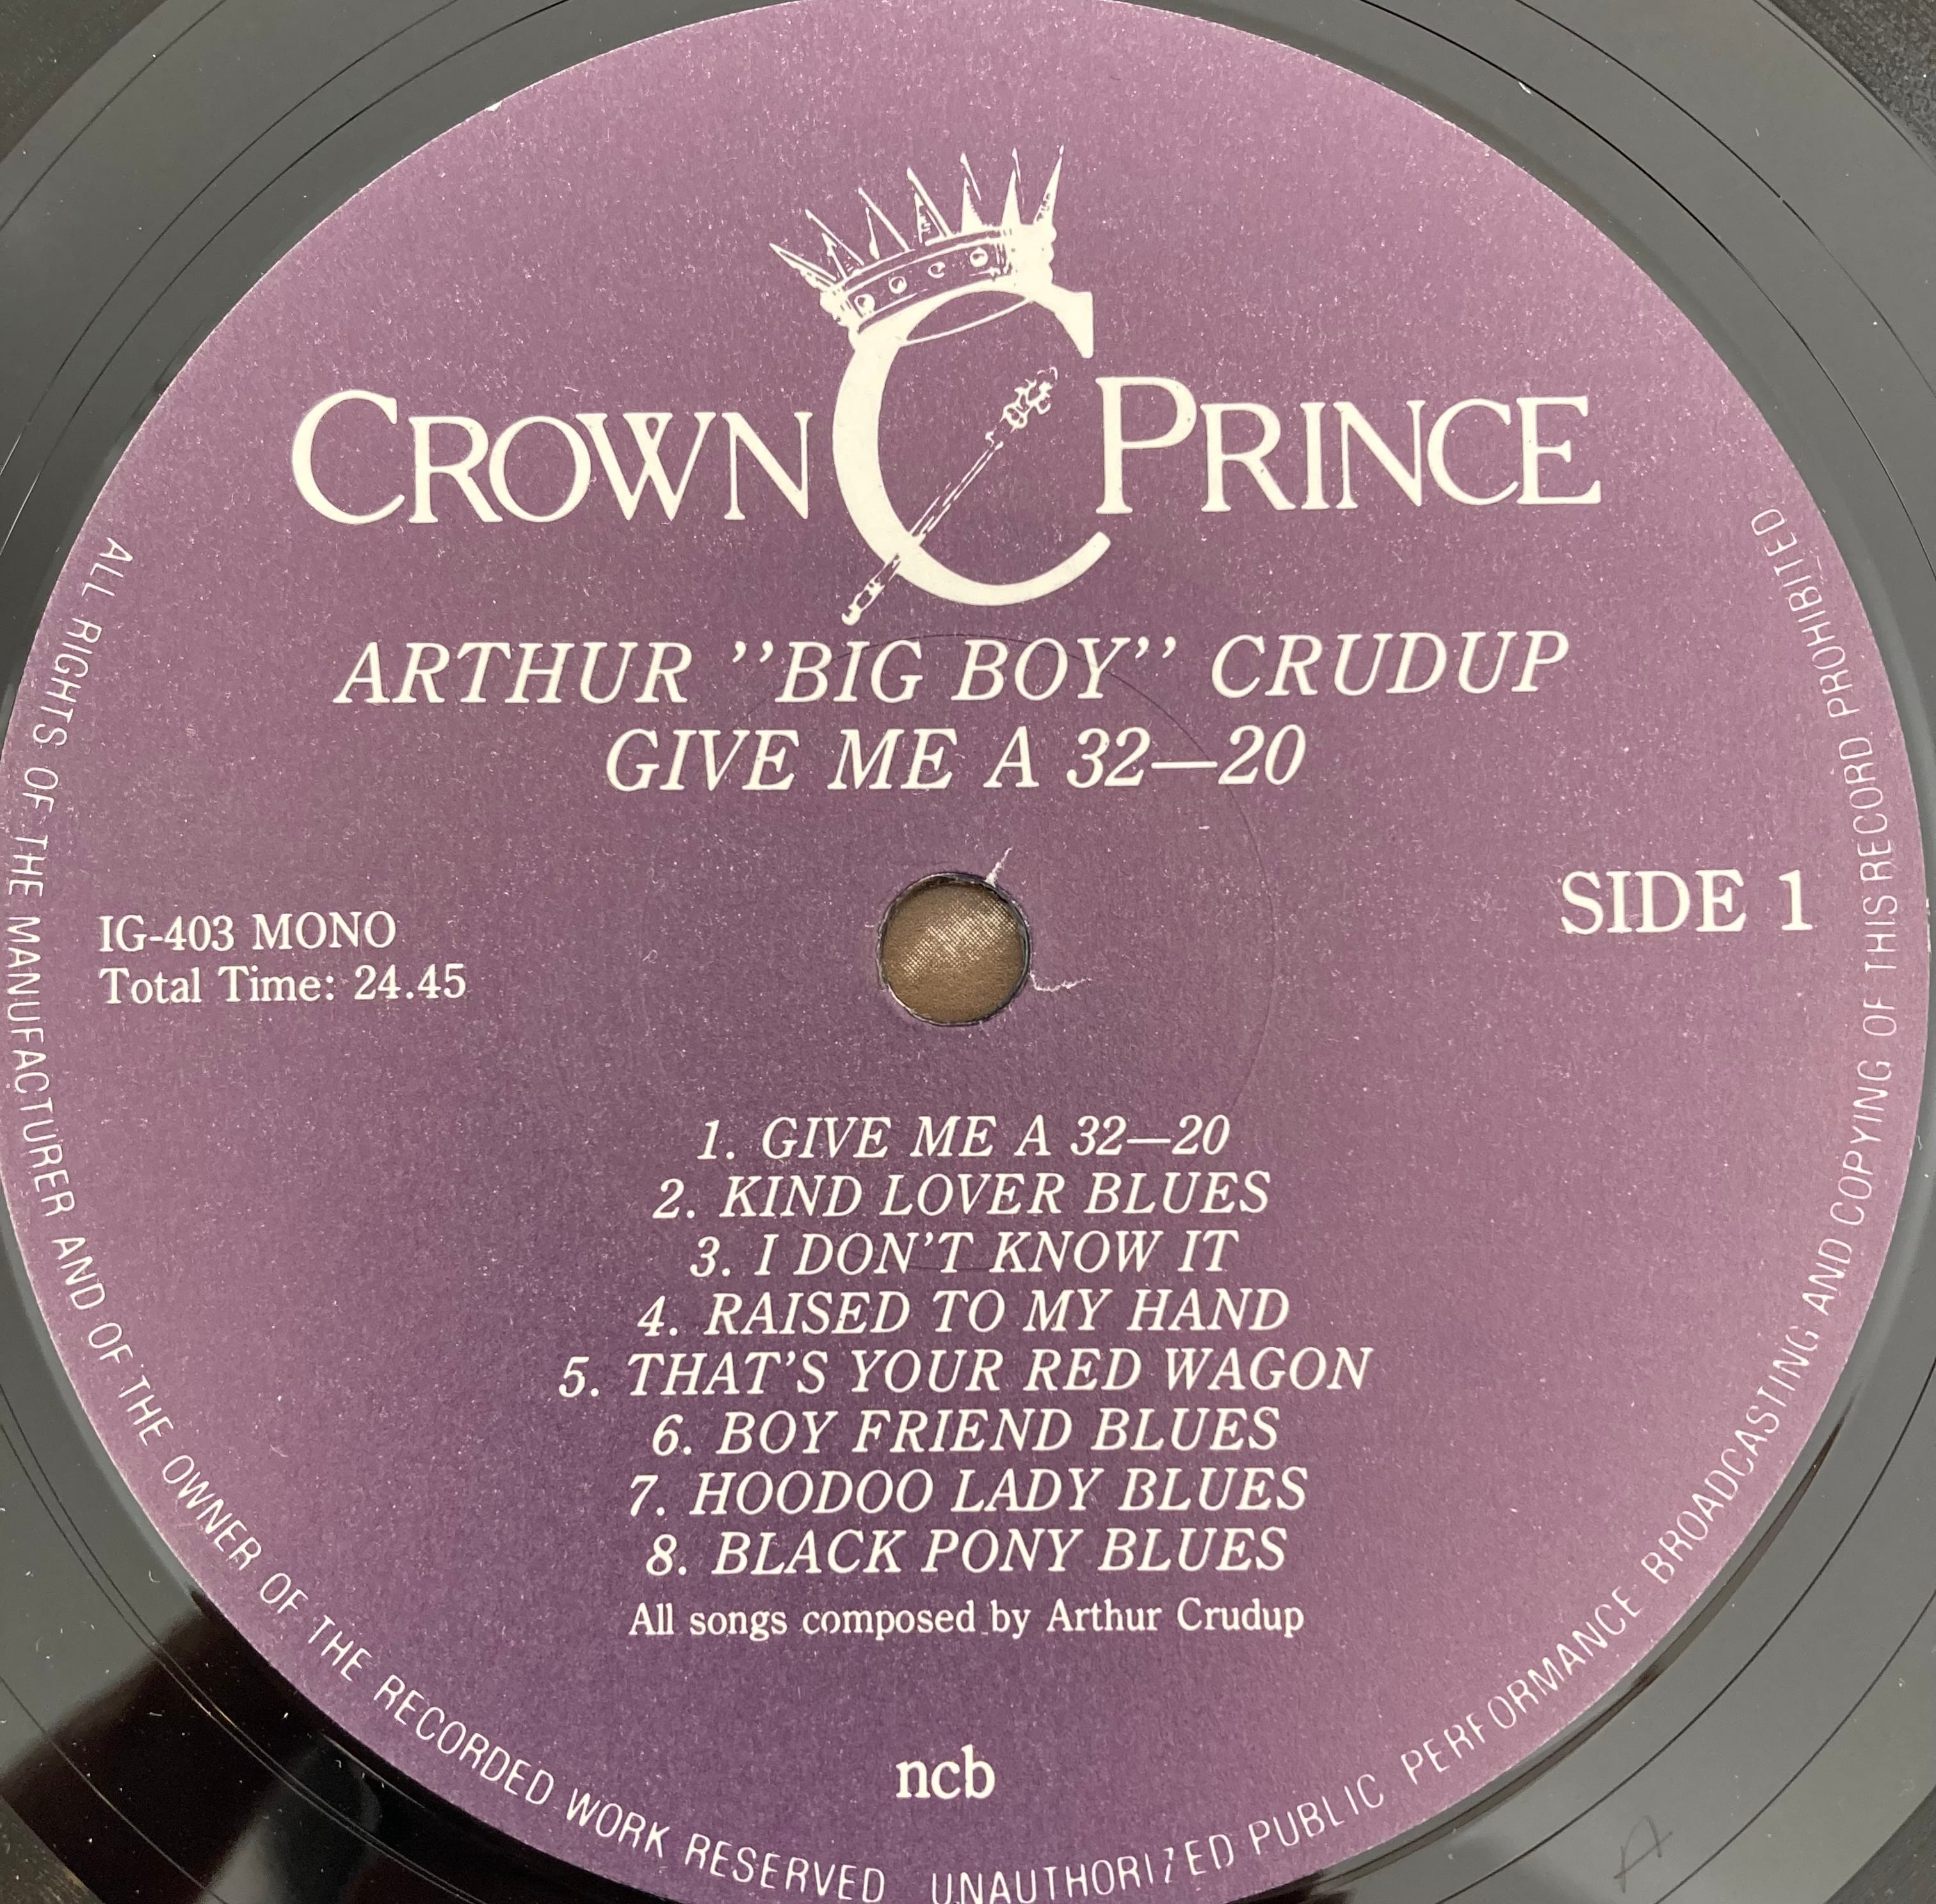 CROWN C PRINCE
ARTHUR "BIG BOY" CRUDUP
GIVE ME A 32—20
IG-403 MONO
Total Time: 24.45
SIDE 1
1. GIVE ME A 32—20
2. KIND LOVER BLUES
3. I DON'T KNOW IT
4. RAISED TO MY HAND
5. THAT'S YOUR RED WAGON
6. BOY FRIEND BLUES
7. HOODOO LADY BLUES
8. BLACK PONY BLUES
All songs composed by Arthur Crudup
ncb
ALL RIGHTS OF THE MANUFACTURER AND OF THE OWNER OF THE RECORDED WORK RESERVED UNAUTHORIZED PUBLIC PERFORMANCE BROADCASTING AND COPYING OF THIS RECORD PROHIBITED
A